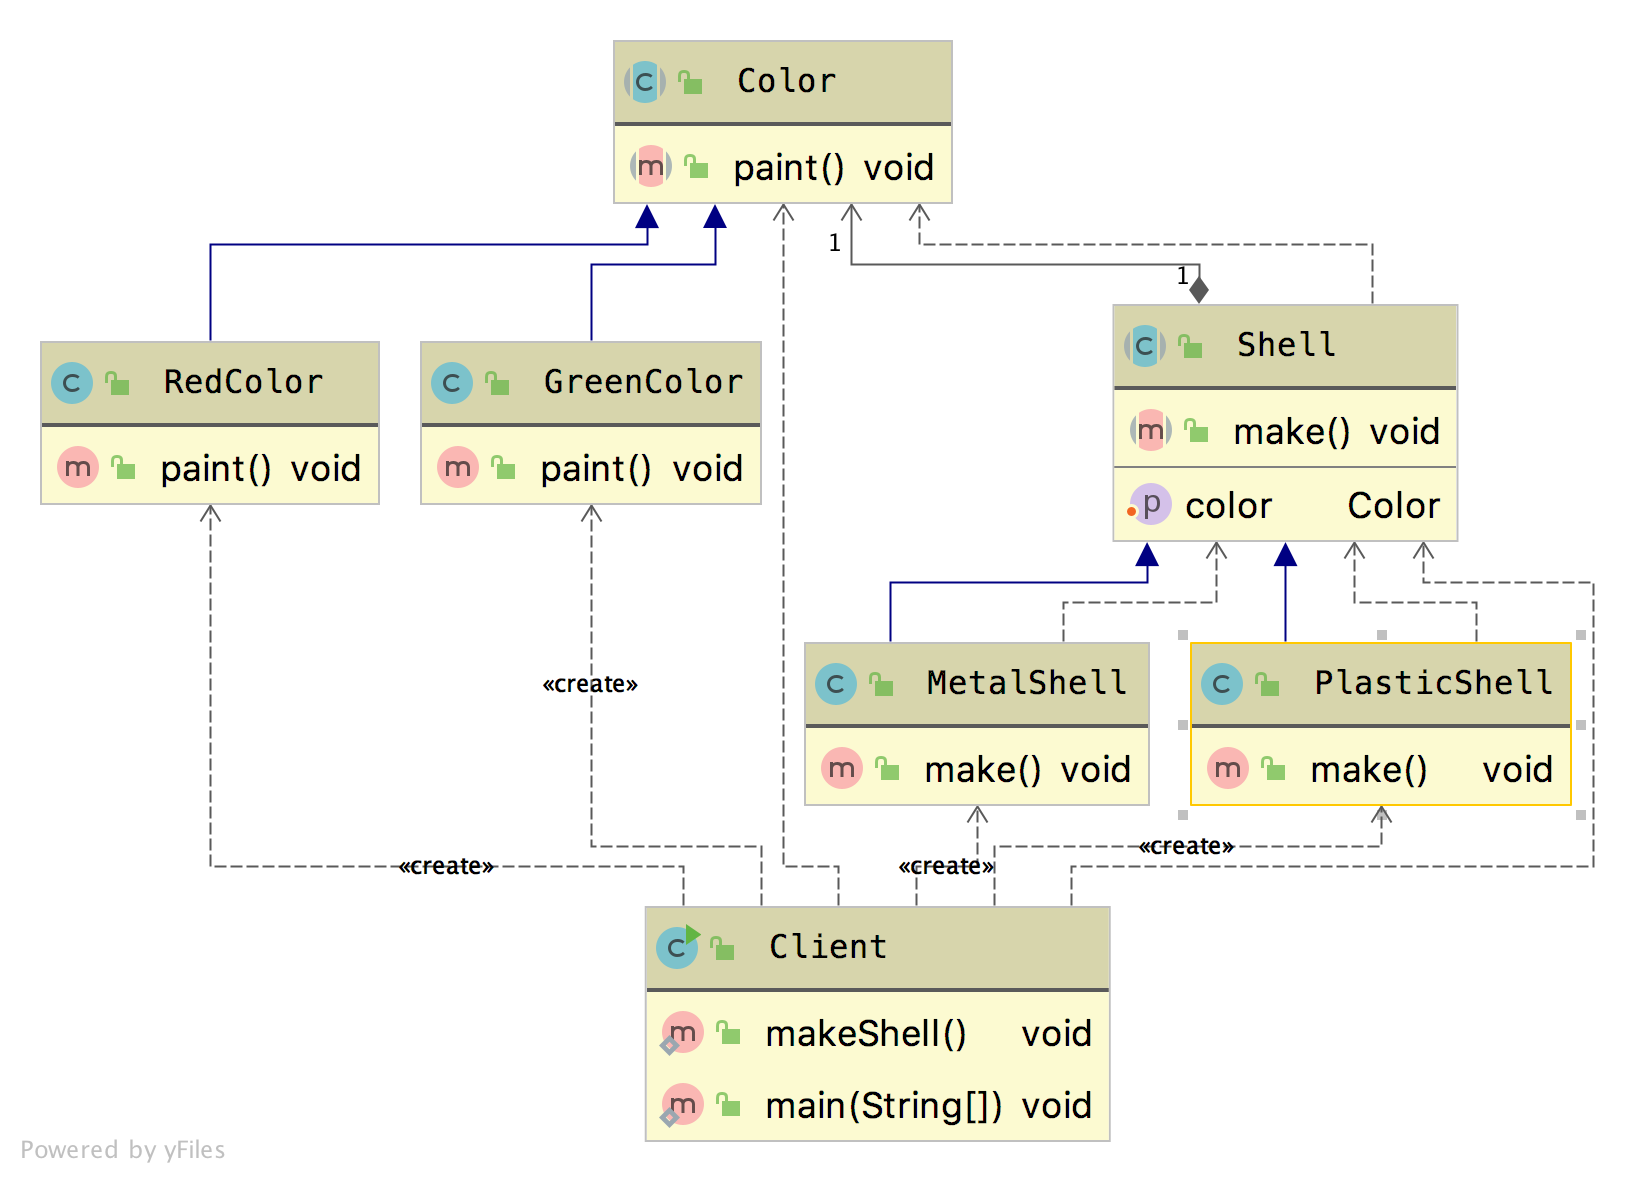 Color
paint() void
1
1
Shell
make() void
color Color
RedColor
paint() void
GreenColor
paint() void
«create»
MetalShell
make() void
PlasticShell
make() void
«create»
«create»
«create»
Client
makeShell() void
main(String[]) void
Powered by yFiles